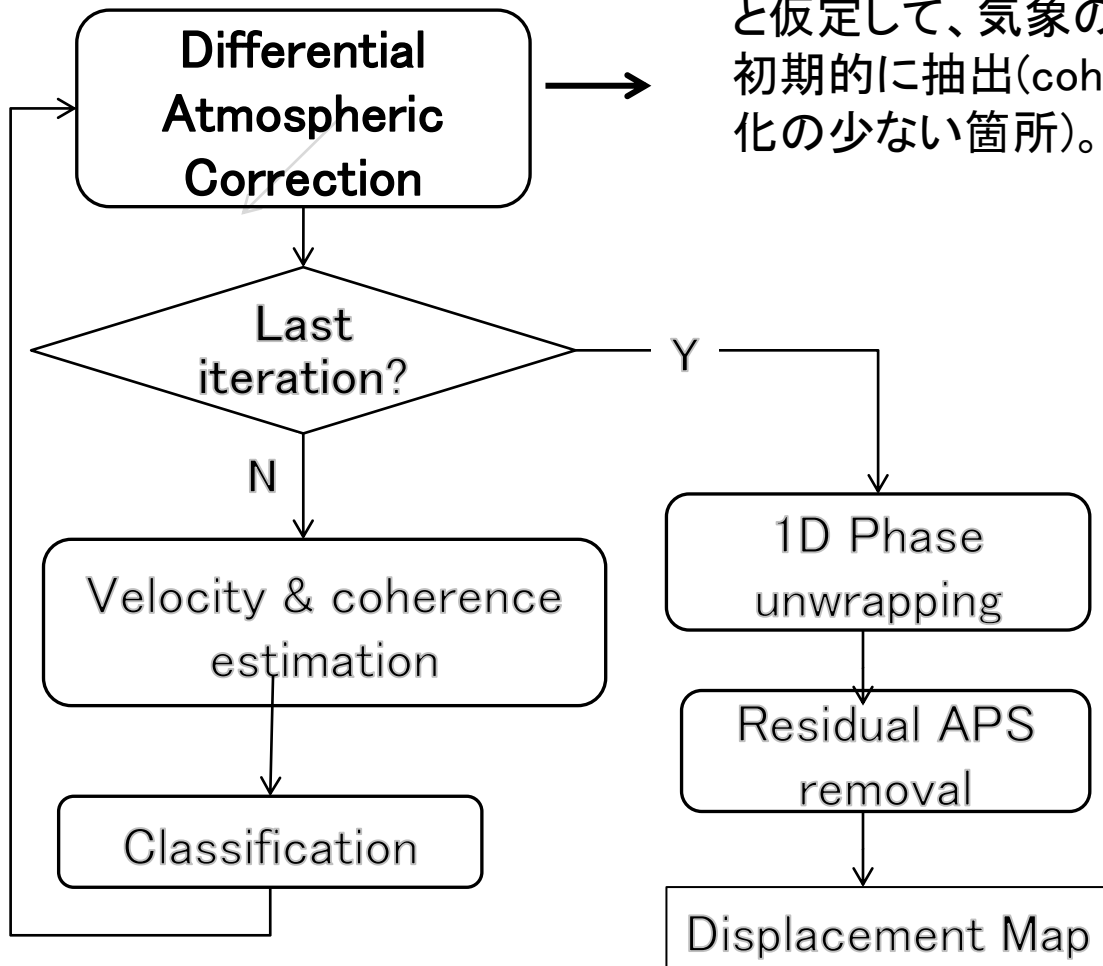 と仮定して、気象の
初期的に抽出(coh
化の少ない箇所)。
Differential
Atmospheric
Correction
Last
iteration?
Y
N
Velocity & coherence
estimation
Classification
1D Phase
unwrapping
Residual APS
removal
Displacement Map